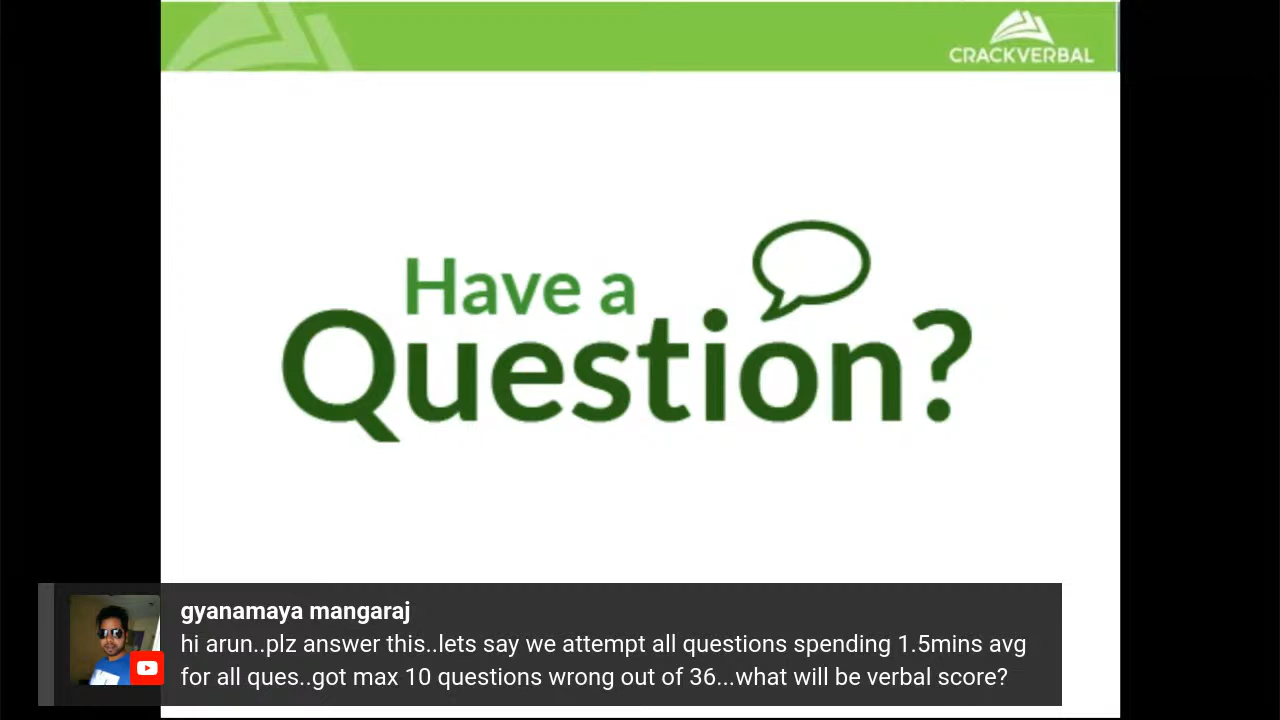 CRACKVERBAL
Have a
Question?
gyanamaya mangaraj
hi arun..plz answer this..lets say we attempt all questions spending 1.5mins avg
for all ques..got max 10 questions wrong out of 36...what will be verbal score?